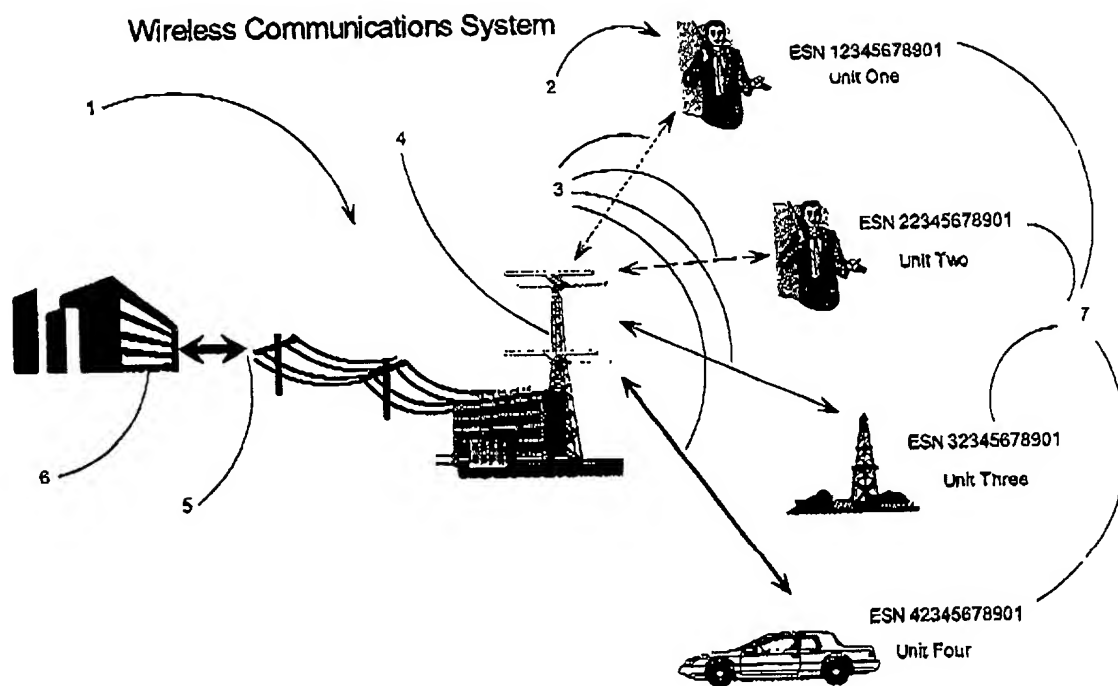 Wireless Communications System
ESN 12345678901
Unit One
2
1
4
3
ESN 22345678901
Unit Two
7
ESN 32345678901
Unit Three
6
5
ESN 42345678901
Unit Four